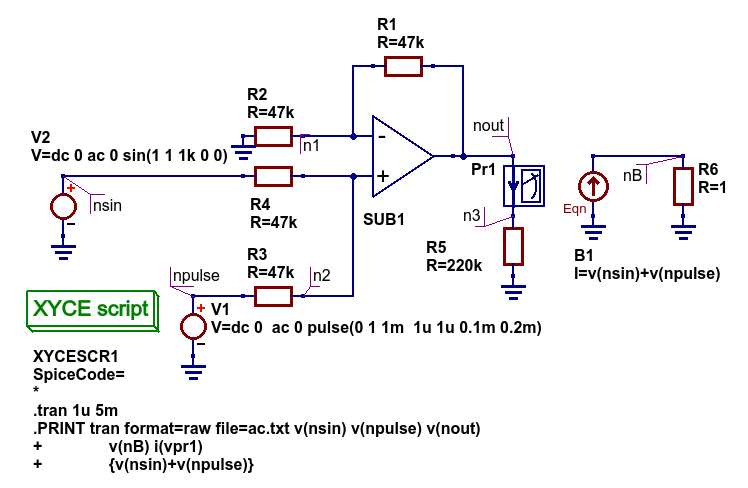 R1
R=47k
R2
R=47k
nout
V2
V=dc 0 ac 0 sin(1 1 1k 0 0)
n1
-
Pr1
R6
R=1
nB
+
+
nsin
-
R4
R=47k
SUB1
n3
Eqn
R5
R=220k
B1
I=v(nsin)+v(npulse)
R3
R=47k
npulse
n2
+
-
V1
V=dc 0 ac 0 pulse(0 1 1m 1u 1u 0.1m 0.2m)
XYCE script
XYCESCR1
SpiceCode=
*
.tran 1u 5m
.PRINT tran format=raw file=ac.txt v(nsin) v(npulse) v(nout)
+ v(nB) i(vpr1)
+ {v(nsin)+v(npulse)}